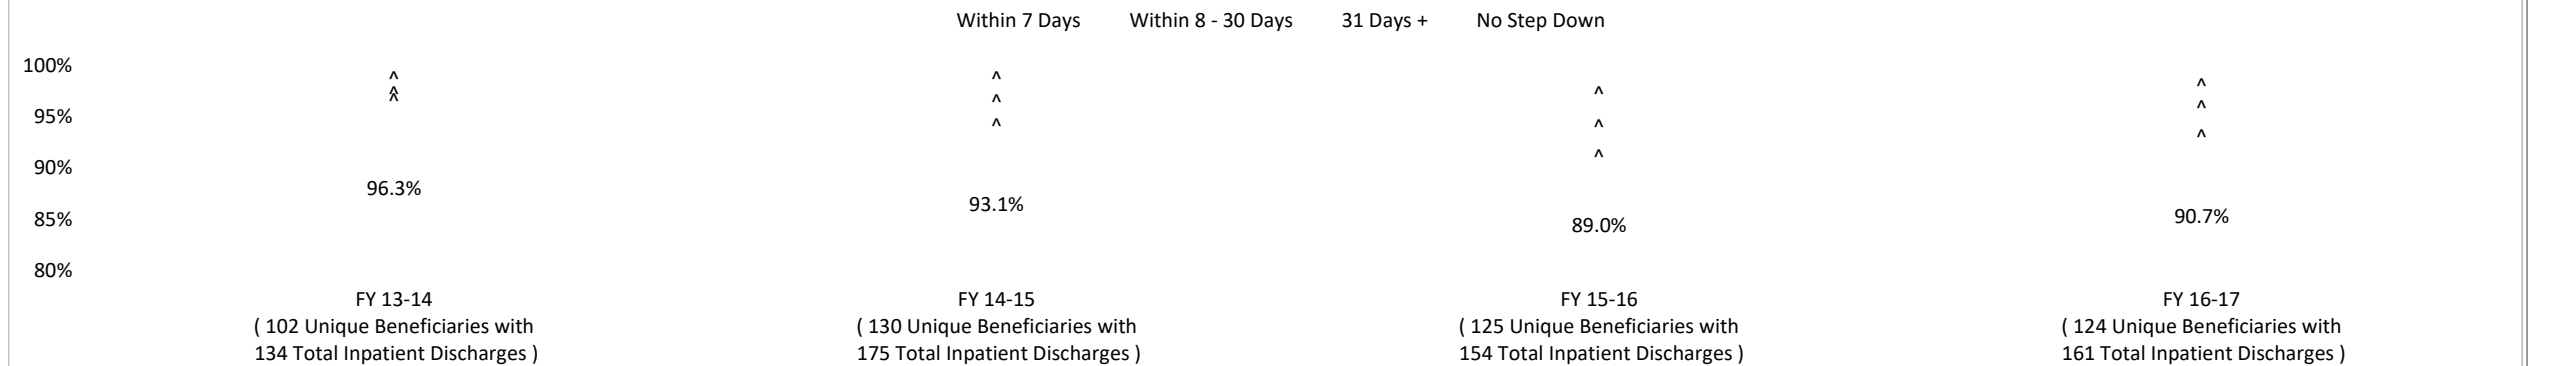 Within 7 Days Within 8 - 30 Days 31 Days + No Step Down
100%
^ ^ ^ ^
^ ^ ^ ^
^ ^ ^ ^
95%
90%
96.3% 93.1% 89.0% 90.7%
85%
80%
FY 13-14 FY 14-15 FY 15-16 FY 16-17
( 102 Unique Beneficiaries with ( 130 Unique Beneficiaries with ( 125 Unique Beneficiaries with ( 124 Unique Beneficiaries with
134 Total Inpatient Discharges ) 175 Total Inpatient Discharges ) 154 Total Inpatient Discharges ) 161 Total Inpatient Discharges )